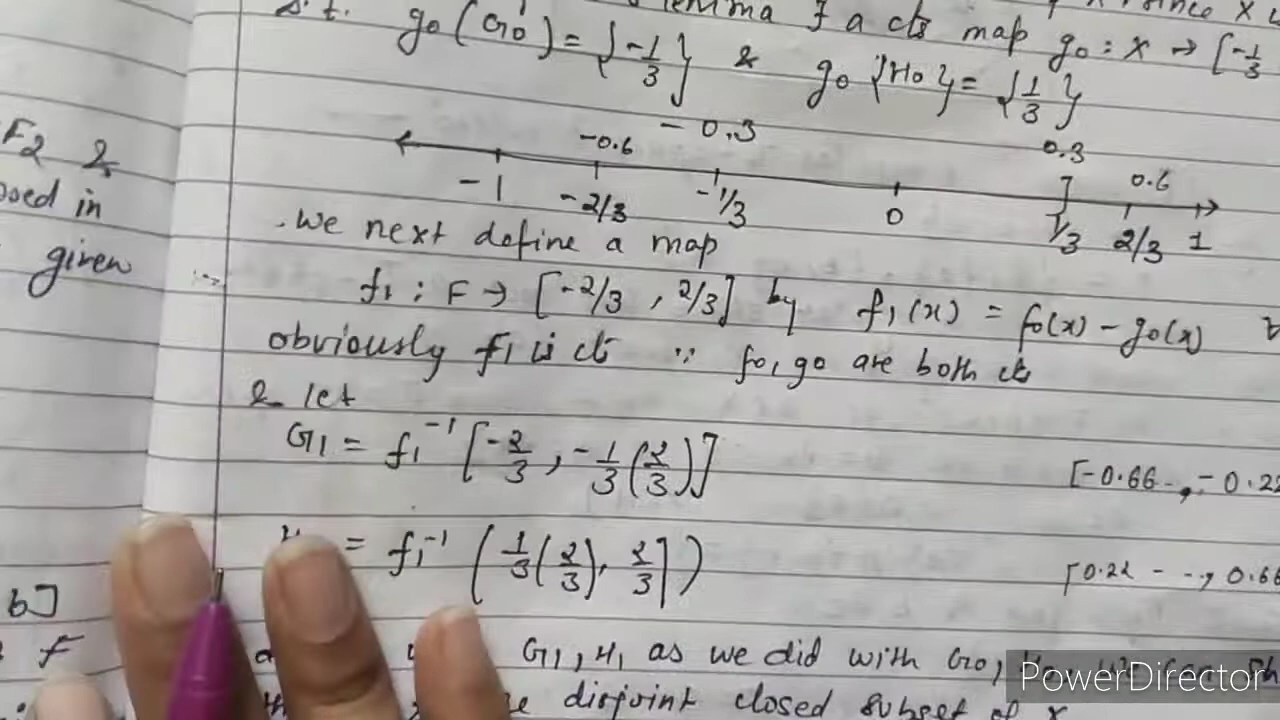 s.t. lemma ∃ a cts map g₀ : X → [-1/3
g₀(G₀) = {-1/3} & g₀{H₀} = {1/3}
-0.6 -0.3 0.3 0.6
-1 -2/3 -1/3 0 1/3 2/3 1
F2 &
in
given
we next define a map
f₁ : F → [-2/3 , 2/3] by f₁(x) = f₀(x) - g₀(x)
obviously f₁ is cts ∵ f₀, g₀ are both cts
& let
G₁ = f₁⁻¹ [-2/3 , -1/3(2/3)] [-0.66 .., -0.22
= f₁⁻¹ ( 1/3(2/3), 2/3]) [0.22 - -, 0.66
b]
F
G₁, H₁ as we did with G₀,
disjoint closed subset of X
PowerDirector